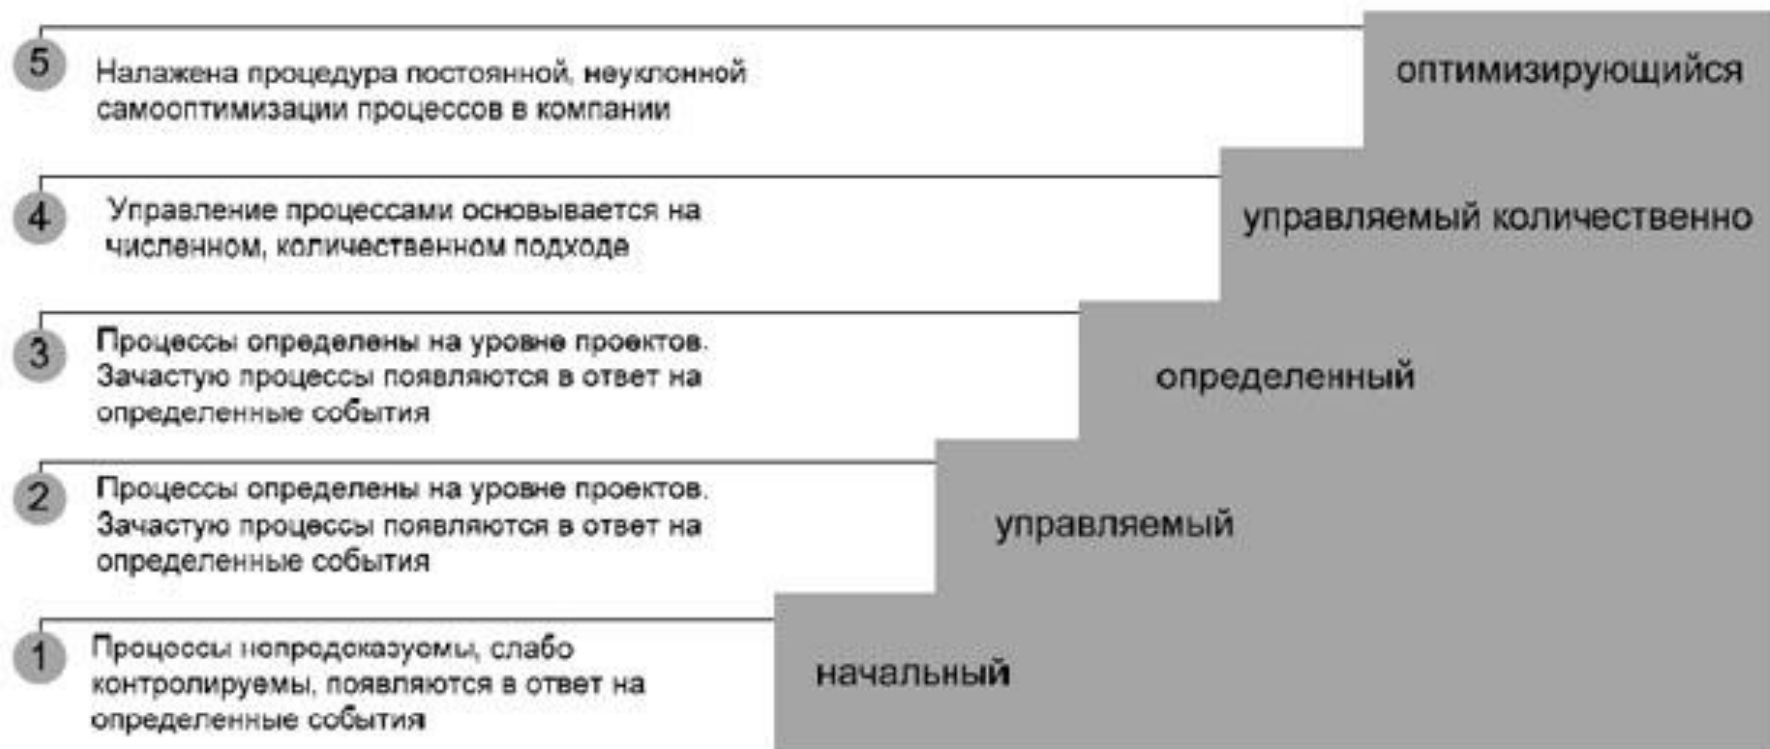 5
Налажена процедура постоянной, неуклонной
самооптимизации процессов в компании
оптимизирующийся
4
Управление процессами основывается на
численном, количественном подходе
управляемый количественно
3
Процессы определены на уровне проектов.
Зачастую процессы появляются в ответ на
определенные события
определенный
2
Процессы определены на уровне проектов.
Зачастую процессы появляются в ответ на
определенные события
управляемый
1
Процессы непредсказуемы, слабо
контролируемы, появляются в ответ на
определенные события
начальный